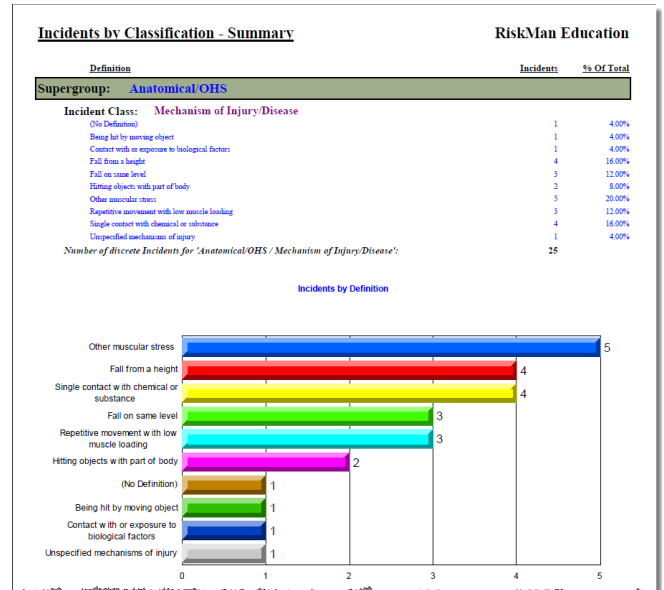 Incidents by Classification - Summary RiskMan Education
Definition Incidents % Of Total
Supergroup: Anatomical/OHS
Incident Class: Mechanism of Injury/Disease
(No Definition) 1 4.00%
Being hit by moving object 1 4.00%
Contact with or exposure to biological factors 1 4.00%
Fall from a height 4 16.00%
Fall on same level 3 12.00%
Hitting objects with part of body 2 8.00%
Other muscular stress 5 20.00%
Repetitive movement with low muscle loading 3 12.00%
Single contact with chemical or substance 4 16.00%
Unspecified mechanisms of injury 1 4.00%
Number of discrete Incidents for 'Anatomical/OHS / Mechanism of Injury/Disease': 25
Incidents by Definition
Other muscular stress 5
Fall from a height 4
Single contact with chemical or
substance 4
Fall on same level 3
Repetitive movement with low
muscle loading 3
Hitting objects with part of body 2
(No Definition) 1
Being hit by moving object 1
Contact with or exposure to
biological factors 1
Unspecified mechanisms of injury 1
0 1 2 3 4 5